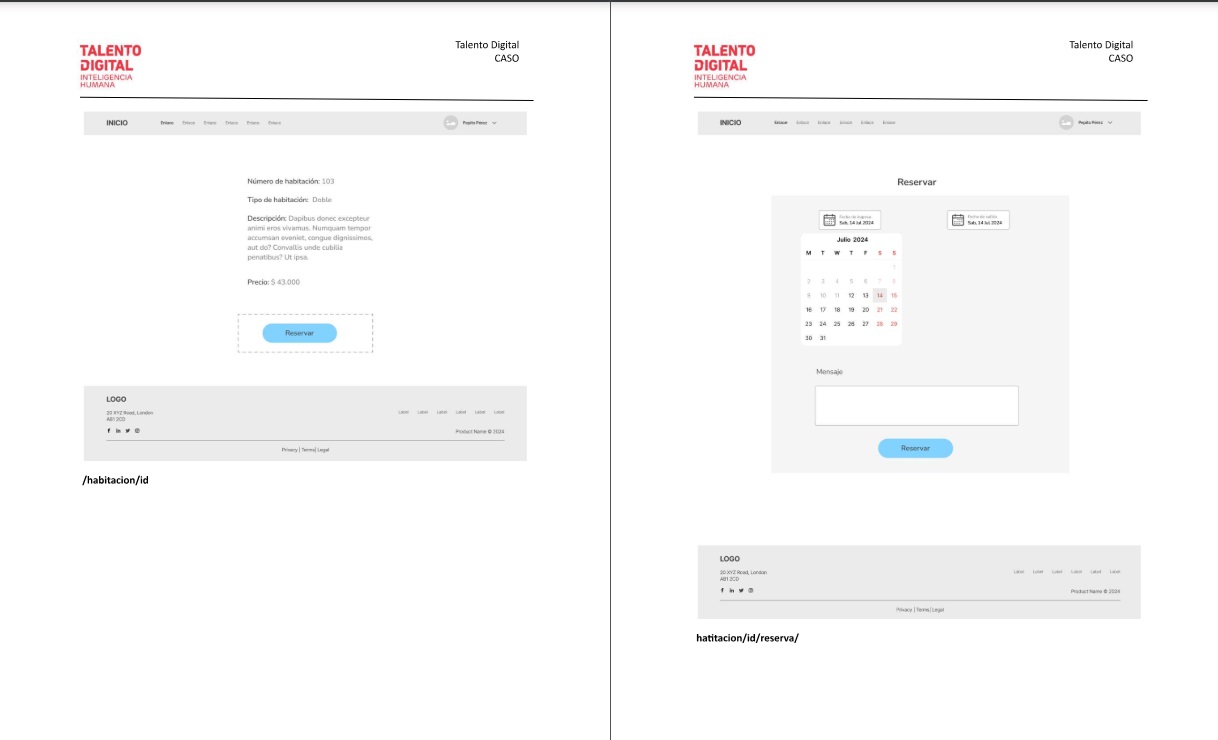 TALENTO
DIGITAL
INTELIGENCIA
HUMANA
Talento Digital
CASO
INICIO Enlace Enlace Enlace Enlace Enlace Enlace Pepito Pérez
Número de habitación: 103
Tipo de habitación: Doble
Descripción: Dapibus donec excepteur
animi eros vivamus. Numquam tempor
accumsan eveniet, congue dignissimos,
aut do? Convallis unde cubilia
penatibus? Ut ipsa.
Precio: $ 43.000
Reservar
LOGO
20 XYZ Road, London
AB1 2CD
Label Label Label Label Label Label
Product Name © 2024
Privacy | Terms| Legal
/habitacion/id
TALENTO
DIGITAL
INTELIGENCIA
HUMANA
Talento Digital
CASO
INICIO Enlace Enlace Enlace Enlace Enlace Enlace Pepito Pérez
Reservar
Fecha de ingreso
Sab, 14 Jul 2024
Fecha de salida
Sab, 14 Jul 2024
Julio 2024
M T W T F S S
1
2 3 4 5 6 7 8
9 10 11 12 13 14 15
16 17 18 19 20 21 22
23 24 25 26 27 28 29
30 31
Mensaje
Reservar
LOGO
20 XYZ Road, London
AB1 2CD
Label Label Label Label Label Label
Product Name © 2024
Privacy | Terms| Legal
hatitacion/id/reserva/